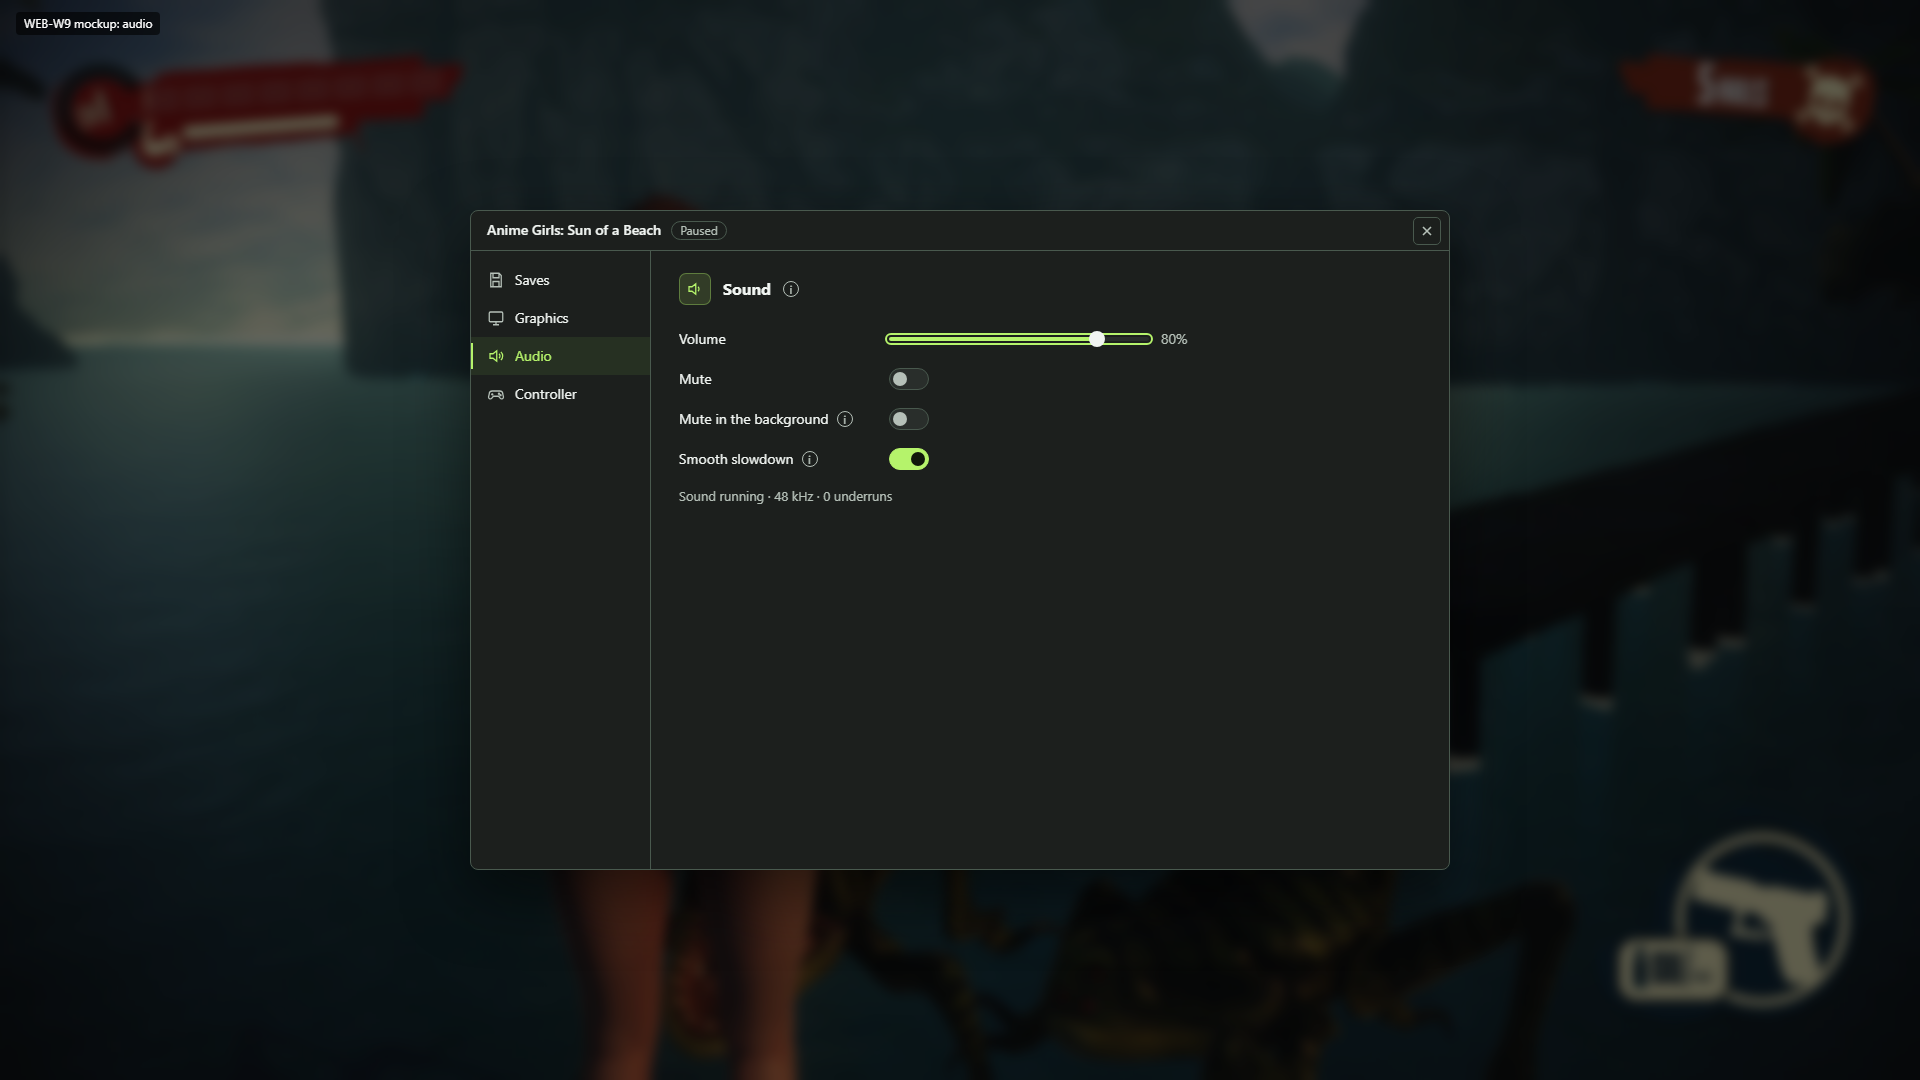 WEB-W9 mockup: audio
Anime Girls: Sun of a Beach
Paused
Saves
Graphics
Audio
Controller
Sound
Volume
80%
Mute
Mute in the background
Smooth slowdown
Sound running · 48 kHz · 0 underruns